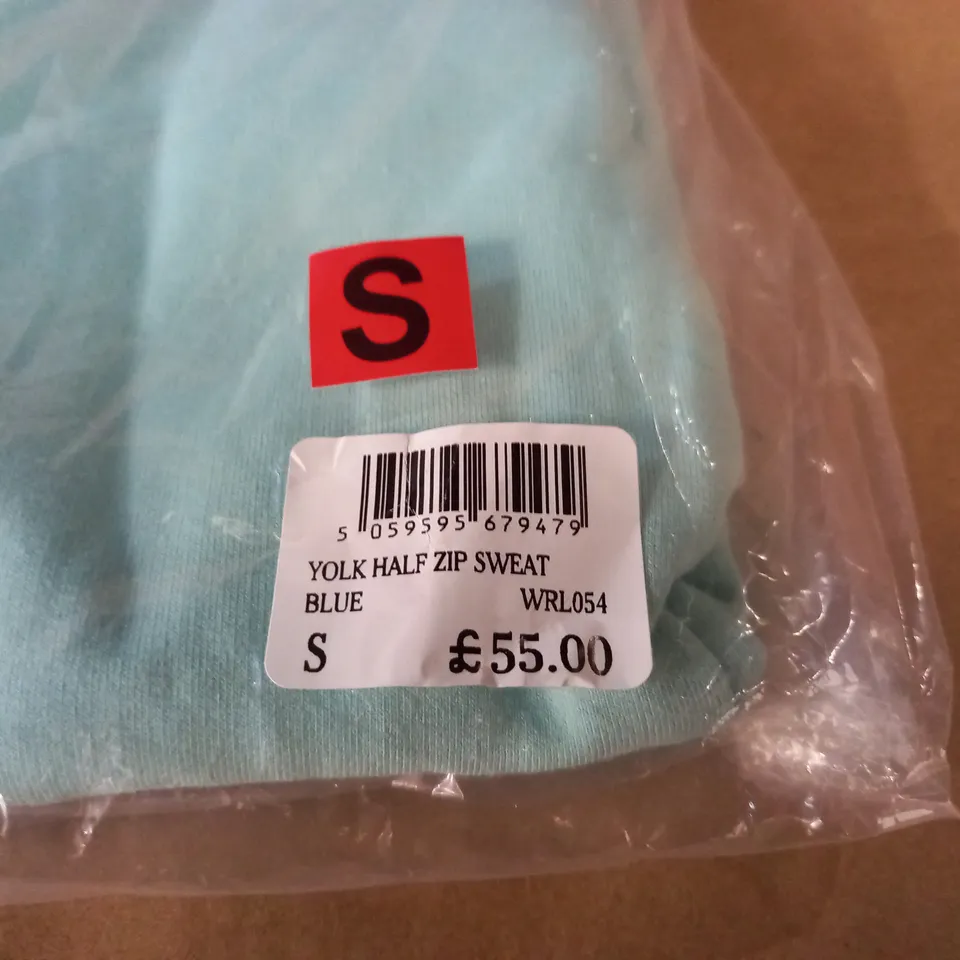 S
5 059595 679479
YOLK HALF ZIP SWEAT
BLUE WRL054
S £55.00